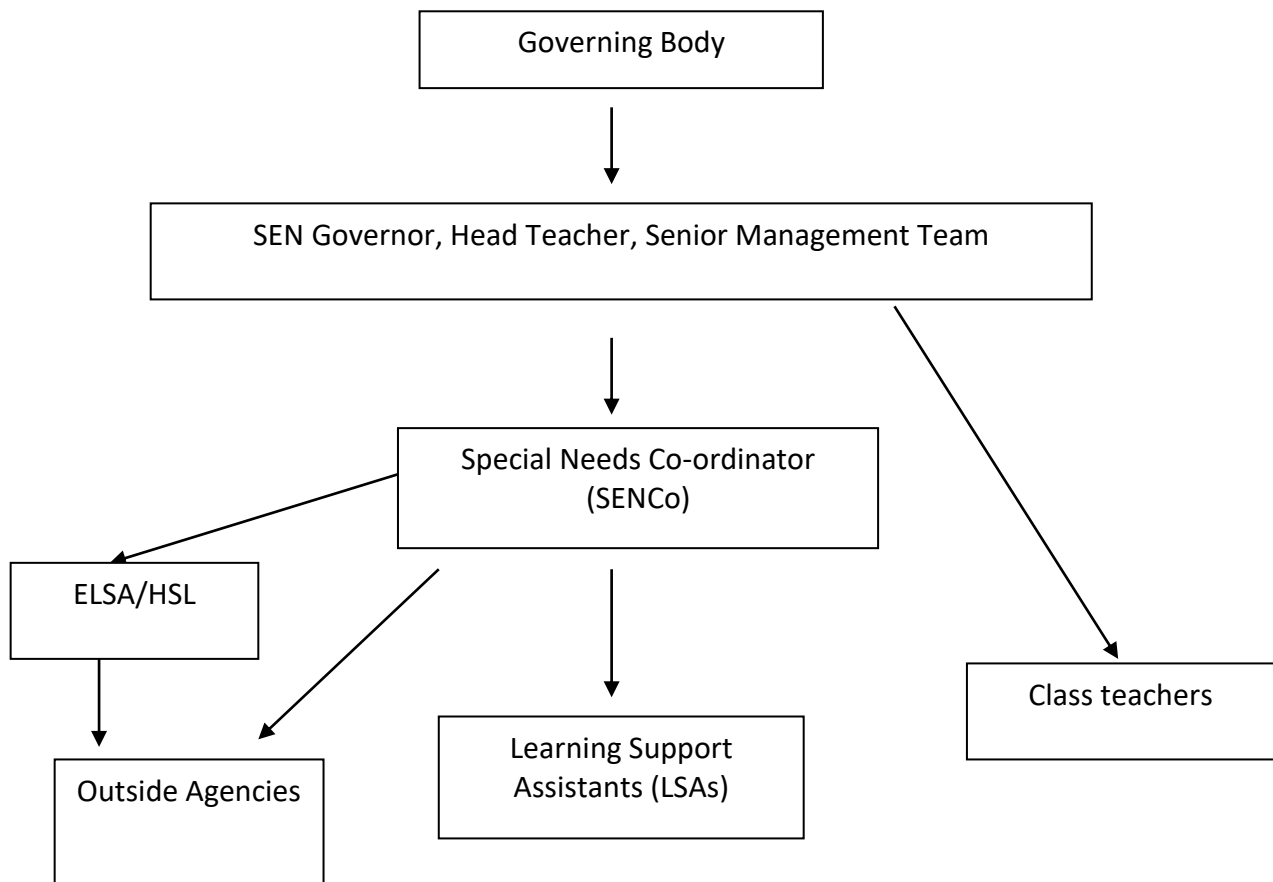 Governing Body
SEN Governor, Head Teacher, Senior Management Team
Special Needs Co-ordinator
(SENCo)
ELSA/HSL
Class teachers
Learning Support
Assistants (LSAs)
Outside Agencies